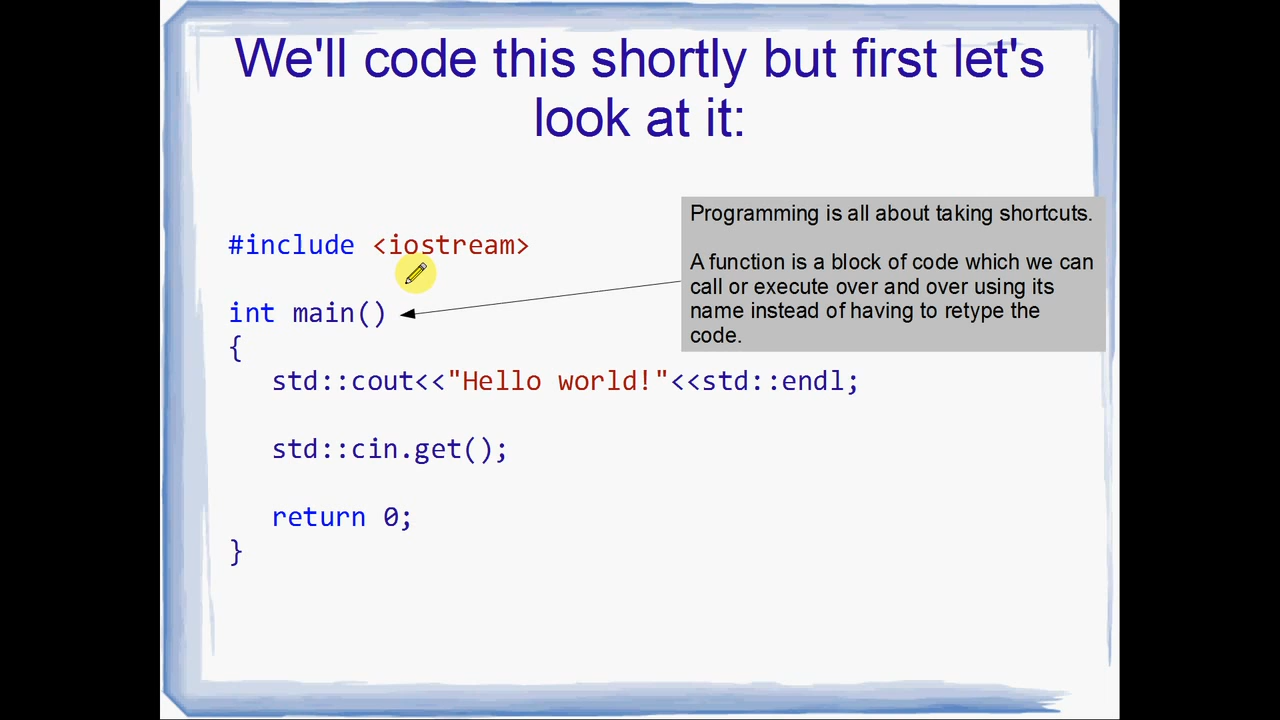 We'll code this shortly but first let's
look at it:
Programming is all about taking shortcuts.
A function is a block of code which we can
call or execute over and over using its
name instead of having to retype the
code.
#include <iostream>
int main()
{
std::cout<<"Hello world!"<<std::endl;
std::cin.get();
return 0;
}